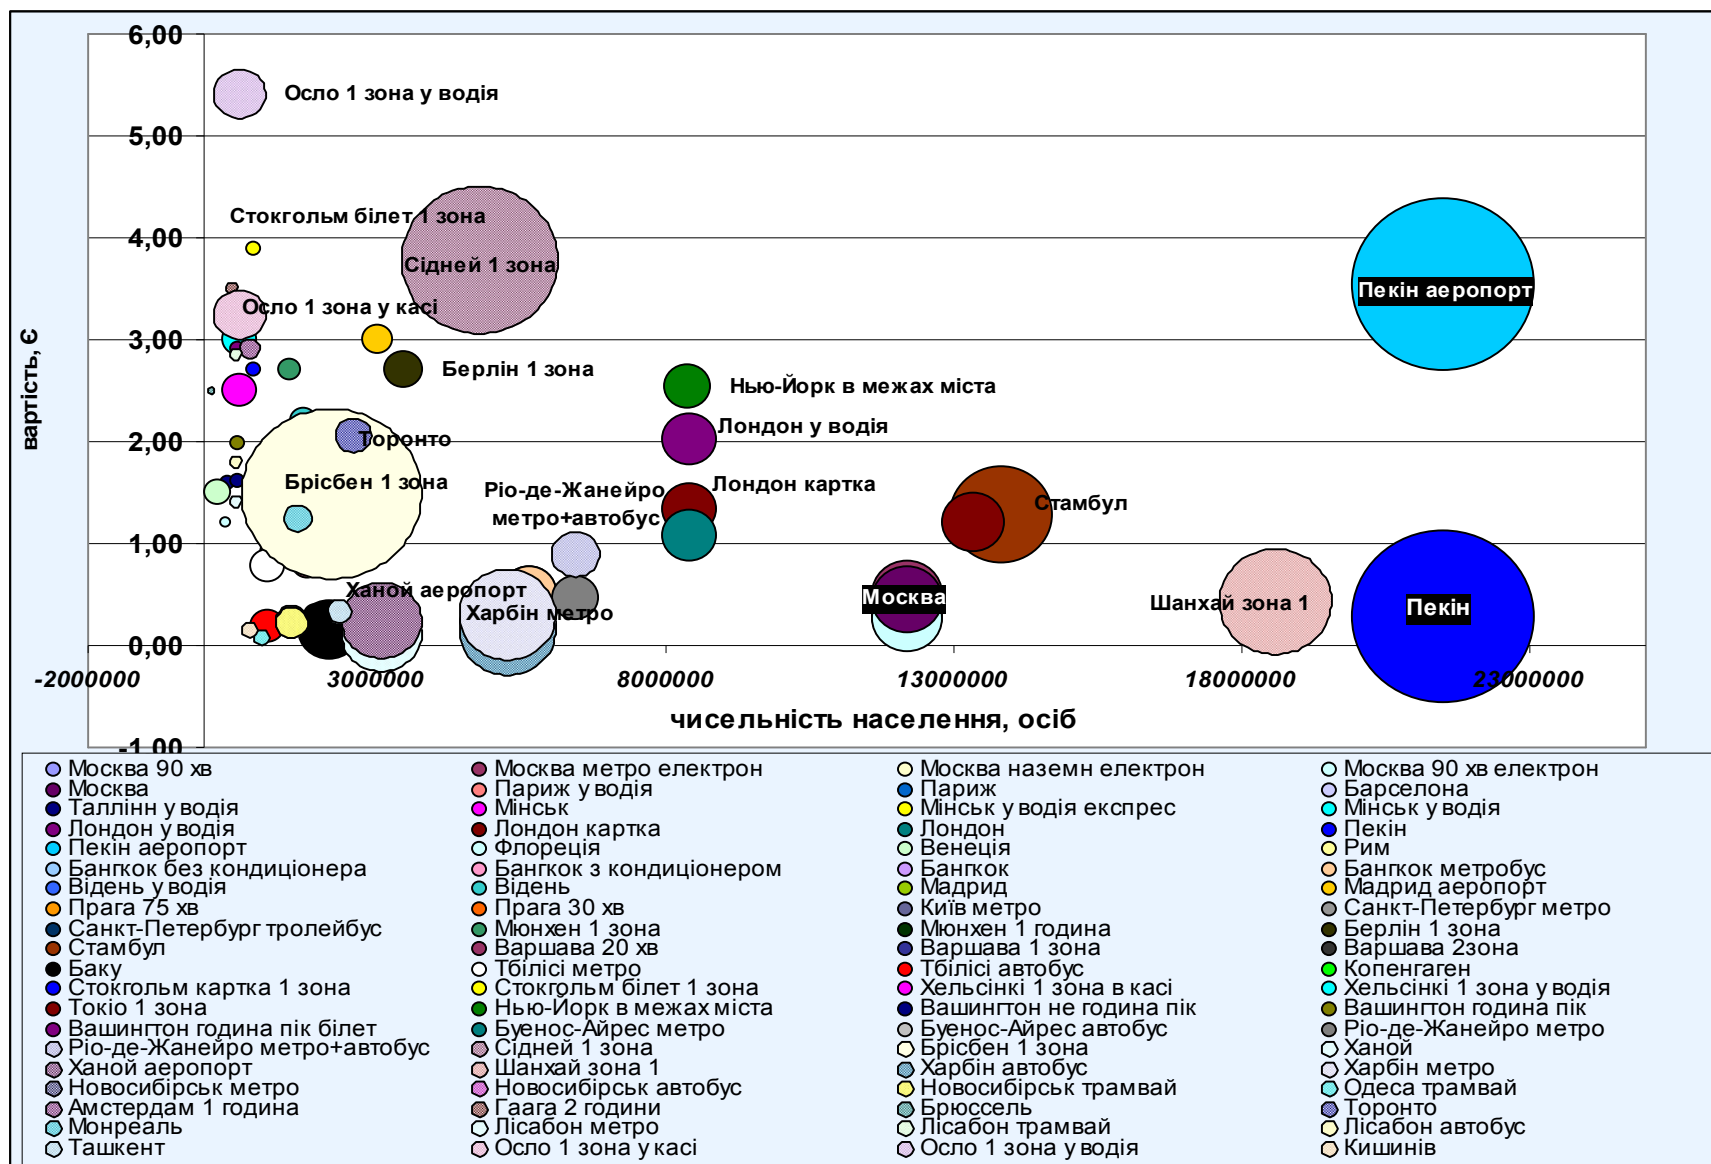 6,00
Осло 1 зона у водія
5,00
Стокгольм білет 1 зона
4,00
Сідней 1 зона
Пекін аеропорт
Осло 1 зона у касі
вартість, Є
3,00
Берлін 1 зона
Нью-Йорк в межах міста
Лондон у водія
2,00
Торонто
Брісбен 1 зона
Ріо-де-Жанейро
метро+автобус
Лондон картка
Стамбул
1,00
Ханой аеропорт
Харбін метро
Москва
Шанхай зона 1
Пекін
0,00
-2000000 3000000 8000000 13000000 18000000 23000000
чисельність населення, осіб
-1,00
Москва 90 хв Москва метро електрон Москва наземн електрон Москва 90 хв електрон
Москва Париж у водія Париж Барселона
Таллінн у водія Мінськ Мінськ у водія експрес Мінськ у водія
Лондон у водія Лондон картка Лондон Пекін
Пекін аеропорт Флореція Венеція Рим
Бангкок без кондиціонера Бангкок з кондиціонером Бангкок Бангкок метробус
Відень у водія Відень Мадрид Мадрид аеропорт
Прага 75 хв Прага 30 хв Київ метро Санкт-Петербург метро
Санкт-Петербург тролейбус Мюнхен 1 зона Мюнхен 1 година Берлін 1 зона
Стамбул Варшава 20 хв Варшава 1 зона Варшава 2зона
Баку Тбілісі метро Тбілісі автобус Копенгаген
Стокгольм картка 1 зона Стокгольм білет 1 зона Хельсінкі 1 зона в касі Хельсінкі 1 зона у водія
Токіо 1 зона Нью-Йорк в межах міста Вашингтон не година пік Вашингтон година пік
Вашингтон година пік білет Буенос-Айрес метро Буенос-Айрес автобус Ріо-де-Жанейро метро
Ріо-де-Жанейро метро+автобус Сідней 1 зона Брісбен 1 зона Ханой
Ханой аеропорт Шанхай зона 1 Харбін автобус Харбін метро
Новосибірськ метро Новосибірськ автобус Новосибірськ трамвай Одеса трамвай
Амстердам 1 година Гаага 2 години Брюссель Торонто
Монреаль Лісабон метро Лісабон трамвай Лісабон автобус
Ташкент Осло 1 зона у касі Осло 1 зона у водія Кишинів